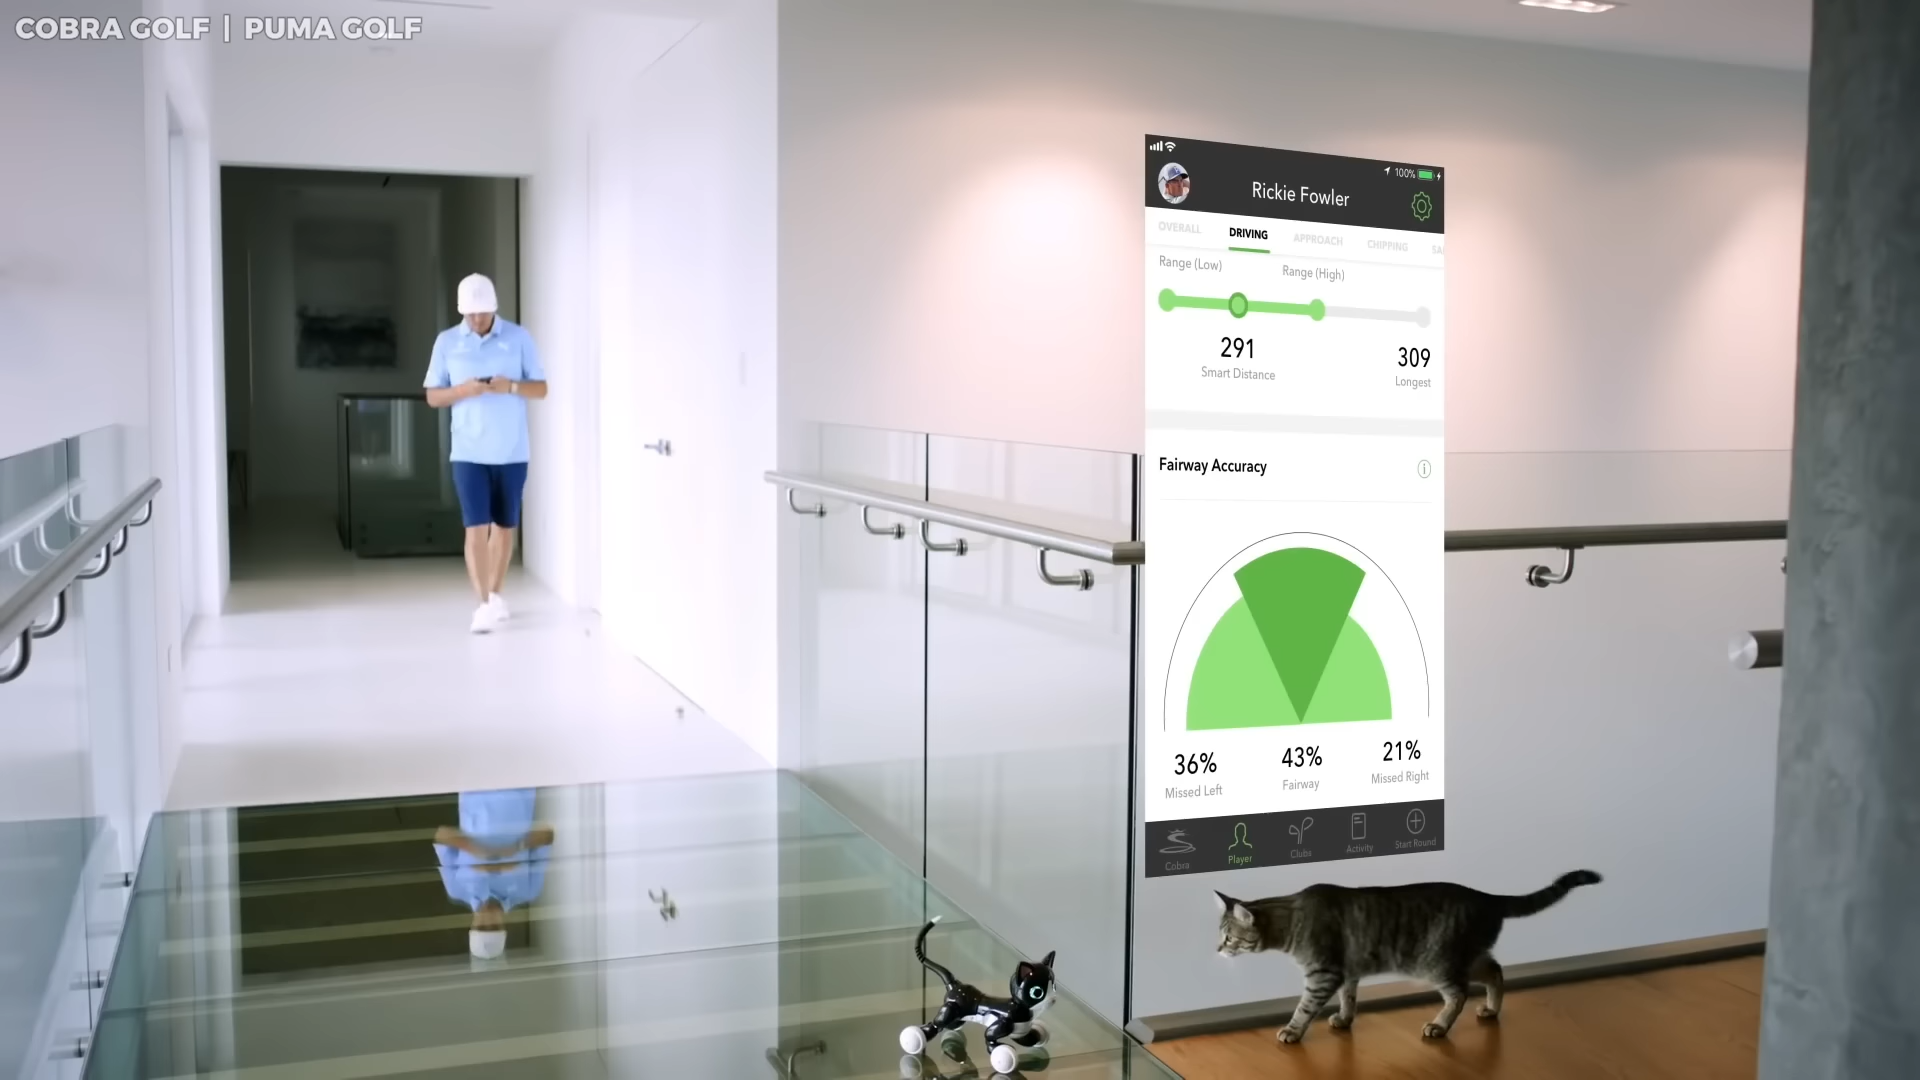 COBRA GOLF | PUMA GOLF
100%
Rickie Fowler
OVERALL DRIVING APPROACH CHIPPING SA
Range (Low) Range (High)
291 309
Smart Distance Longest
Fairway Accuracy
i
36% 43% 21%
Missed Left Fairway Missed Right
Cobra Player Clubs Activity Start Round